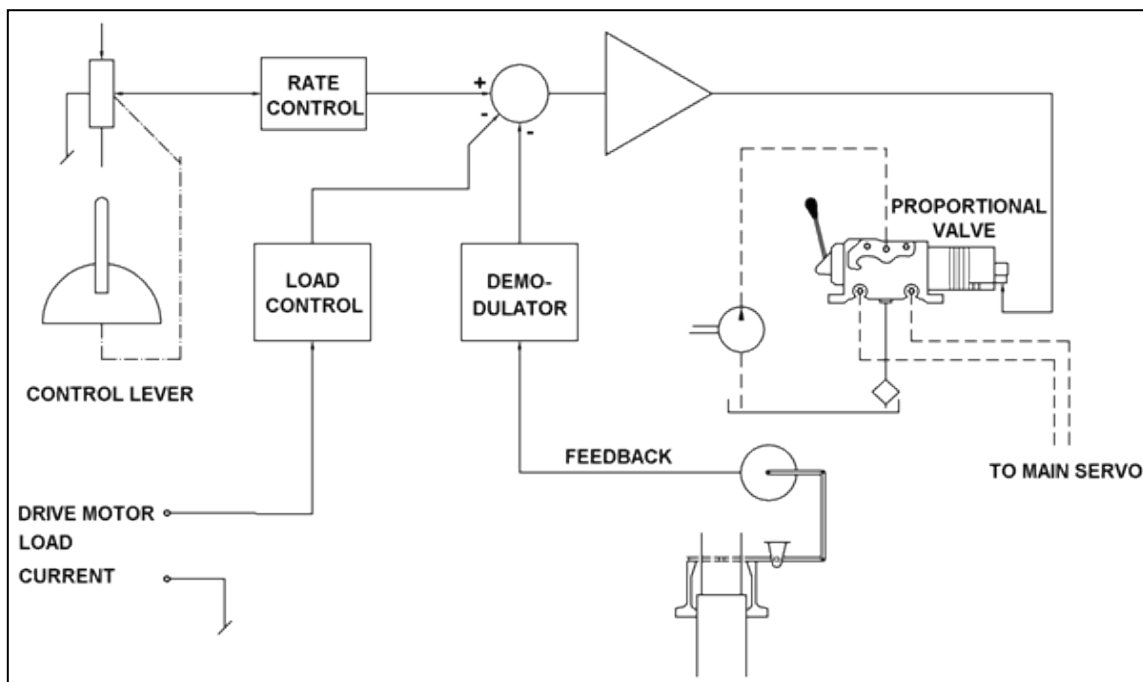 RATE
CONTROL
+
-
-
PROPORTIONAL
VALVE
LOAD
CONTROL
DEMO-
DULATOR
CONTROL LEVER
FEEDBACK
TO MAIN SERVO
DRIVE MOTOR
LOAD
CURRENT